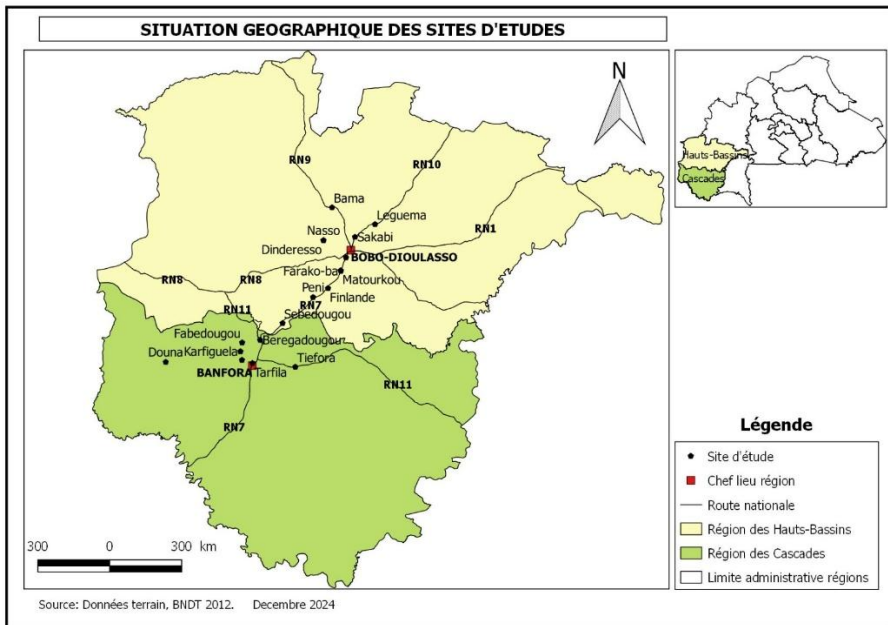 SITUATION GEOGRAPHIQUE DES SITES D'ETUDES
N
RN9
RN10
Hauts-Bassins
Cascades
Bama
Leguema
Nasso
Sakabi
RN1
Dinderesso
BOBO-DIOULASSO
Farako-ba
Matourkou
RN8
RN8
Peni
Finlande
RN11
RN7
Sebedougou
Fabedougou
Beregadougou
Douna
Karfiguela
Tiefora
BANFORA
Tarfila
RN11
RN7
Légende
Site d'étude
Chef lieu région
Route nationale
Région des Hauts-Bassins
Région des Cascades
Limite administrative régions
300 0 300 km
Source: Données terrain, BNDT 2012. Decembre 2024